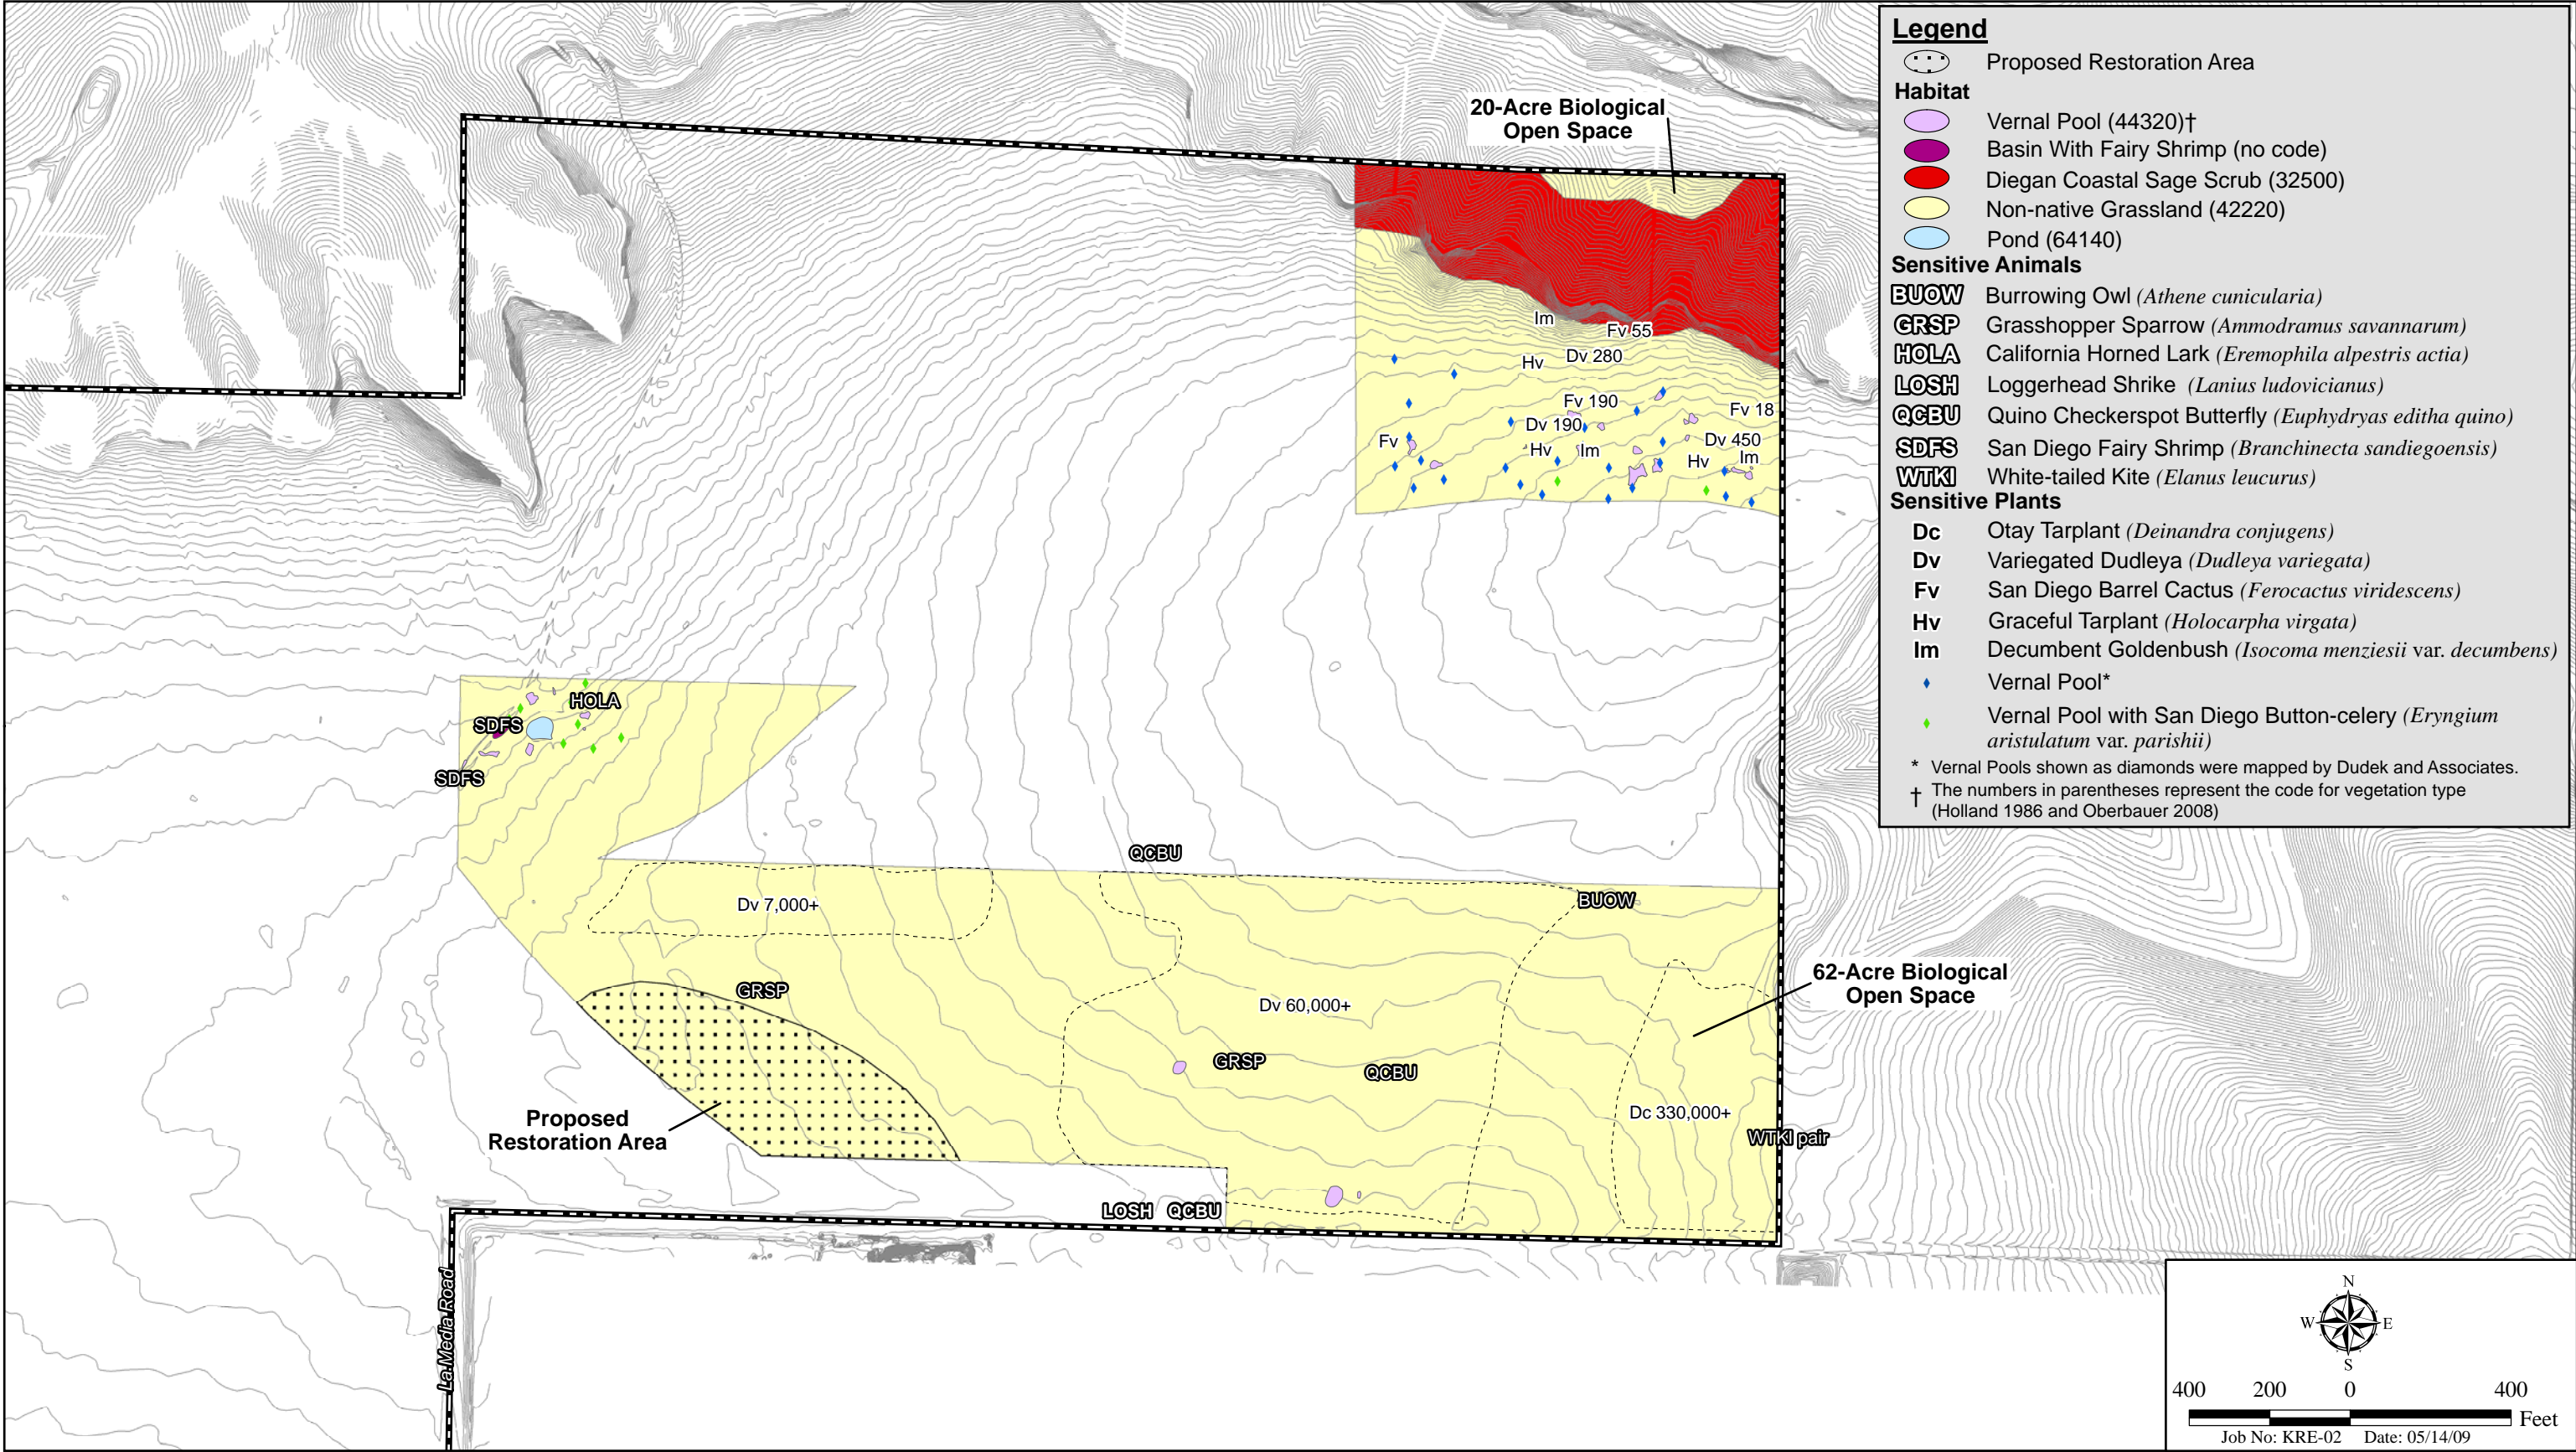 Legend
Proposed Restoration Area
Habitat
Vernal Pool (44320)†
Basin With Fairy Shrimp (no code)
Diegan Coastal Sage Scrub (32500)
Non-native Grassland (42220)
Pond (64140)
Sensitive Animals
BUOW Burrowing Owl (Athene cunicularia)
GRSP Grasshopper Sparrow (Ammodramus savannarum)
HOLA California Horned Lark (Eremophila alpestris actia)
LOSH Loggerhead Shrike (Lanius ludovicianus)
QCBU Quino Checkerspot Butterfly (Euphydryas editha quino)
SDFS San Diego Fairy Shrimp (Branchinecta sandiegoensis)
WTKI White-tailed Kite (Elanus leucurus)
Sensitive Plants
Dc Otay Tarplant (Deinandra conjugens)
Dv Variegated Dudleya (Dudleya variegata)
Fv San Diego Barrel Cactus (Ferocactus viridescens)
Hv Graceful Tarplant (Holocarpha virgata)
Im Decumbent Goldenbush (Isocoma menziesii var. decumbens)
Vernal Pool*
Vernal Pool with San Diego Button-celery (Eryngium
aristulatum var. parishii)
* Vernal Pools shown as diamonds were mapped by Dudek and Associates.
† The numbers in parentheses represent the code for vegetation type
(Holland 1986 and Oberbauer 2008)
20-Acre Biological
Open Space
Im
Fv 55
Dv 280
Hv
Fv 190
Fv 18
Dv 190
Fv
Dv 450
Hv
Im
Hv
Im
HOLA
SDFS
SDFS
QCBU
BUOW
Dv 7,000+
GRSP
62-Acre Biological
Open Space
Dv 60,000+
GRSP
QCBU
Dc 330,000+
Proposed
Restoration Area
WTKI pair
LOSH
QCBU
La Media Road
N
W
E
S
400
200
0
400
Feet
Job No: KRE-02 Date: 05/14/09